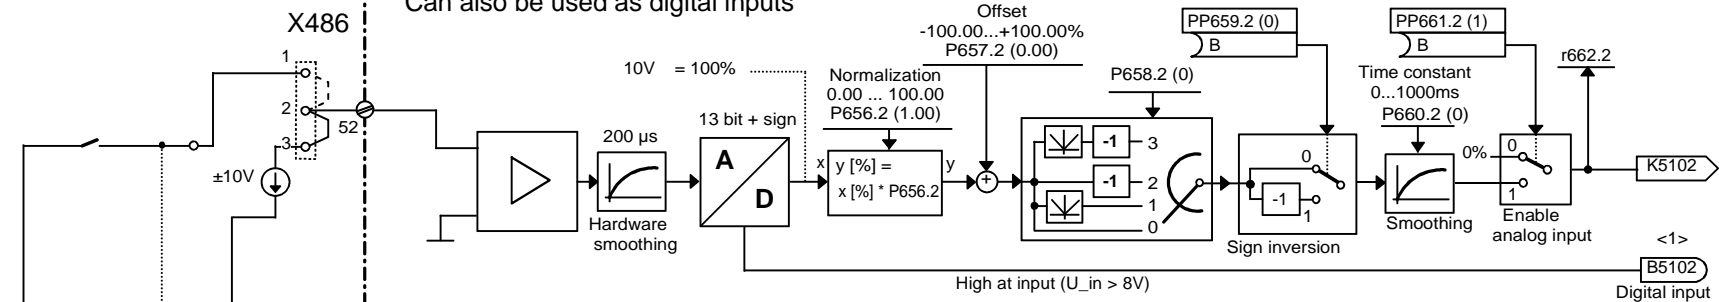 Can also be used as digital inputs
X486
1
2
3
52
±10V
200 µs
Hardware
smoothing
10V = 100%
13 bit + sign
A
D
x
Normalization
0.00 ... 100.00
P656.2 (1.00)
y [%] =
x [%] * P656.2
y
Offset
-100.00...+100.00%
P657.2 (0.00)
+
P658.2 (0)
-1
3
-1
2
1
0
PP659.2 (0)
B
0
-1
1
Sign inversion
Time constant
0...1000ms
P660.2 (0)
Smoothing
PP661.2 (1)
B
0%
0
1
Enable
analog input
r662.2
K5102
<1>
B5102
Digital input
High at input (U_in > 8V)